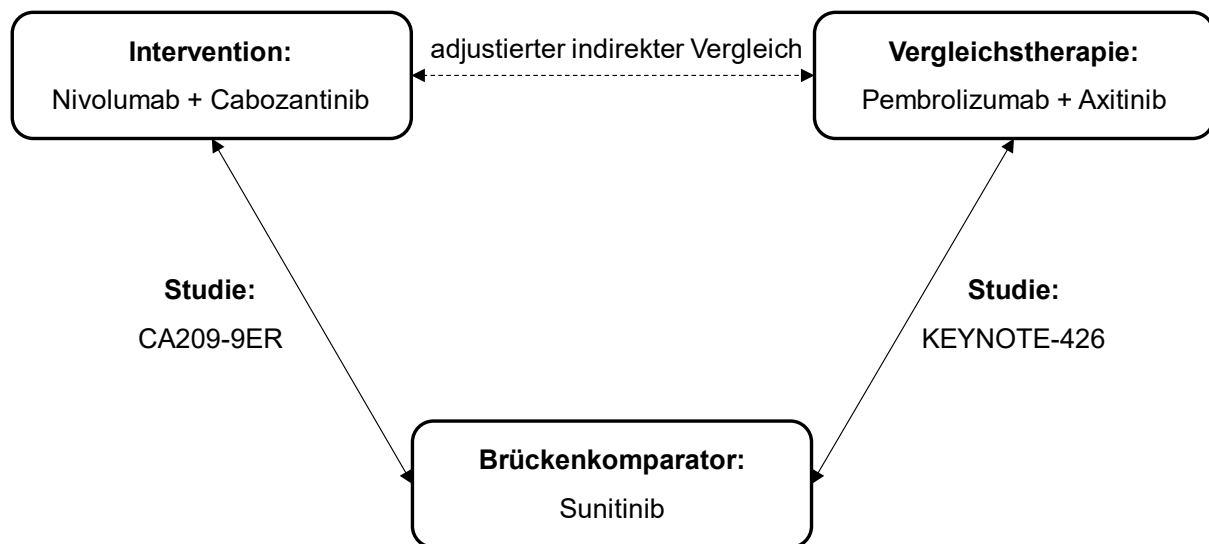 Intervention:
Nivolumab + Cabozantinib
adjustierter indirekter Vergleich
Vergleichstherapie:
Pembrolizumab + Axitinib
Studie:
CA209-9ER
Studie:
KEYNOTE-426
Brückenkomparator:
Sunitinib